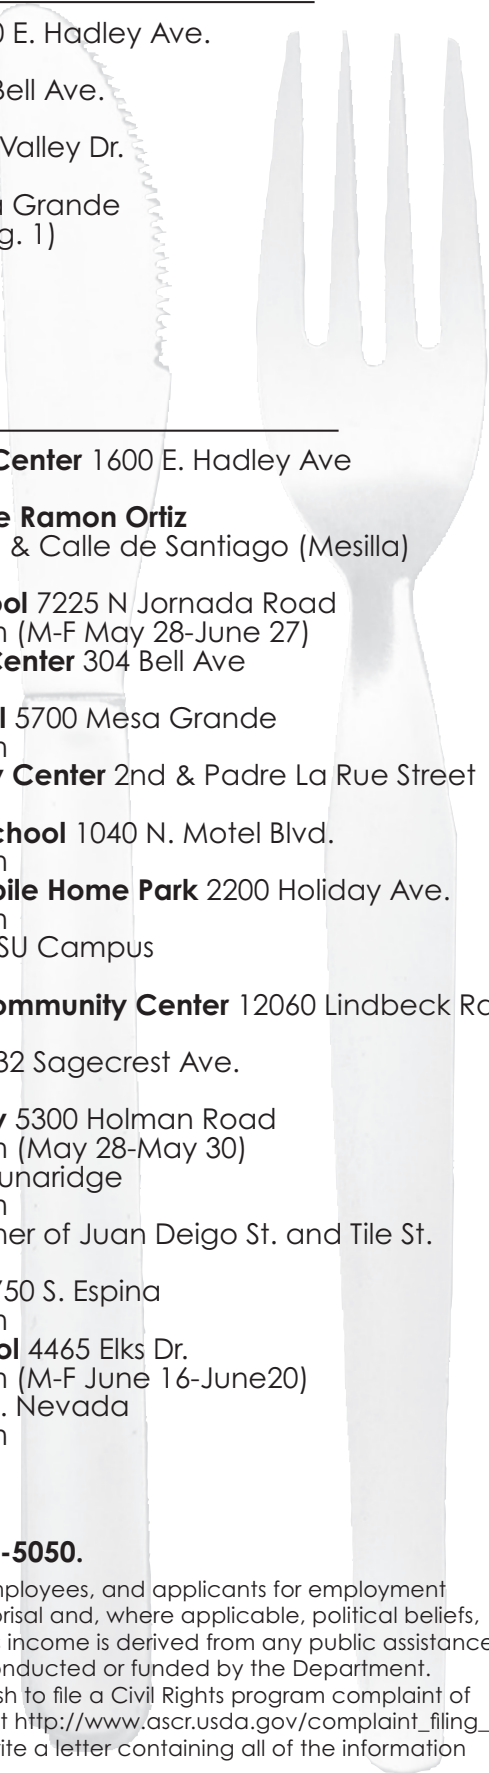 E. Hadley Ave.
Bell Ave.
Valley Dr.
Grande
g. 1)
Center 1600 E. Hadley Ave
e Ramon Ortiz
& Calle de Santiago (Mesilla)
ool 7225 N Jornada Road
(M-F May 28-June 27)
Center 304 Bell Ave
l 5700 Mesa Grande
y Center 2nd & Padre La Rue Street
chool 1040 N. Motel Blvd.
bile Home Park 2200 Holiday Ave.
SU Campus
ommunity Center 12060 Lindbeck
32 Sagecrest Ave.
y 5300 Holman Road
(May 28-May 30)
unaridge
ner of Juan Deigo St. and Tile St.
750 S. Espina
ol 4465 Elks Dr.
(M-F June 16-June20)
. Nevada
-5050.
mployees, and applicants for employment
prisal and, where applicable, political beliefs,
income is derived from any public assistance
onducted or funded by the Department.
sh to file a Civil Rights program complaint of
t http://www.ascr.usda.gov/complaint_filing_
rite a letter containing all of the information